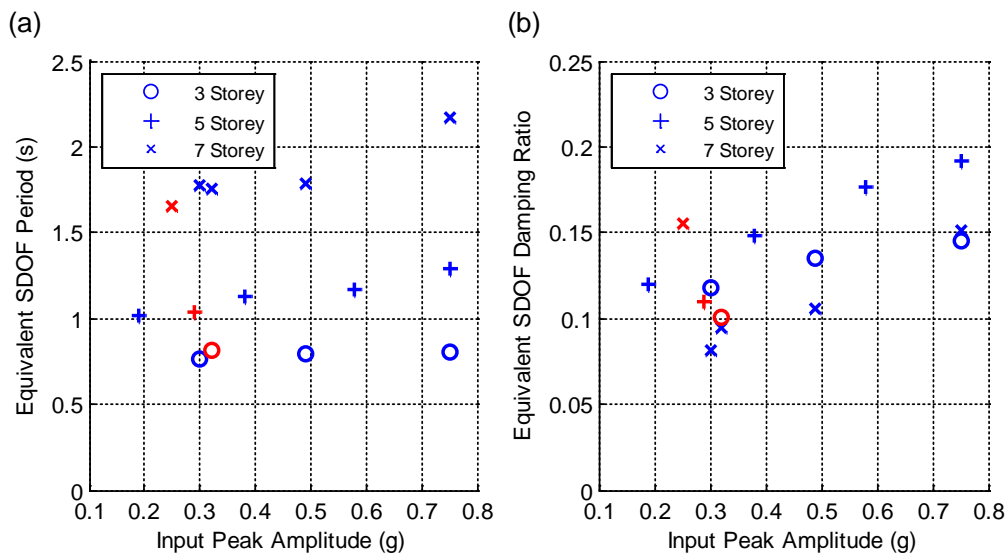 (a)
Equivalent SDOF Period (s)
2.5
2
1.5
1
0.5
0
3 Storey
5 Storey
7 Storey
0.1 0.2 0.3 0.4 0.5 0.6 0.7 0.8
Input Peak Amplitude (g)
(b)
Equivalent SDOF Damping Ratio
0.25
0.2
0.15
0.1
0.05
0
3 Storey
5 Storey
7 Storey
0.1 0.2 0.3 0.4 0.5 0.6 0.7 0.8
Input Peak Amplitude (g)